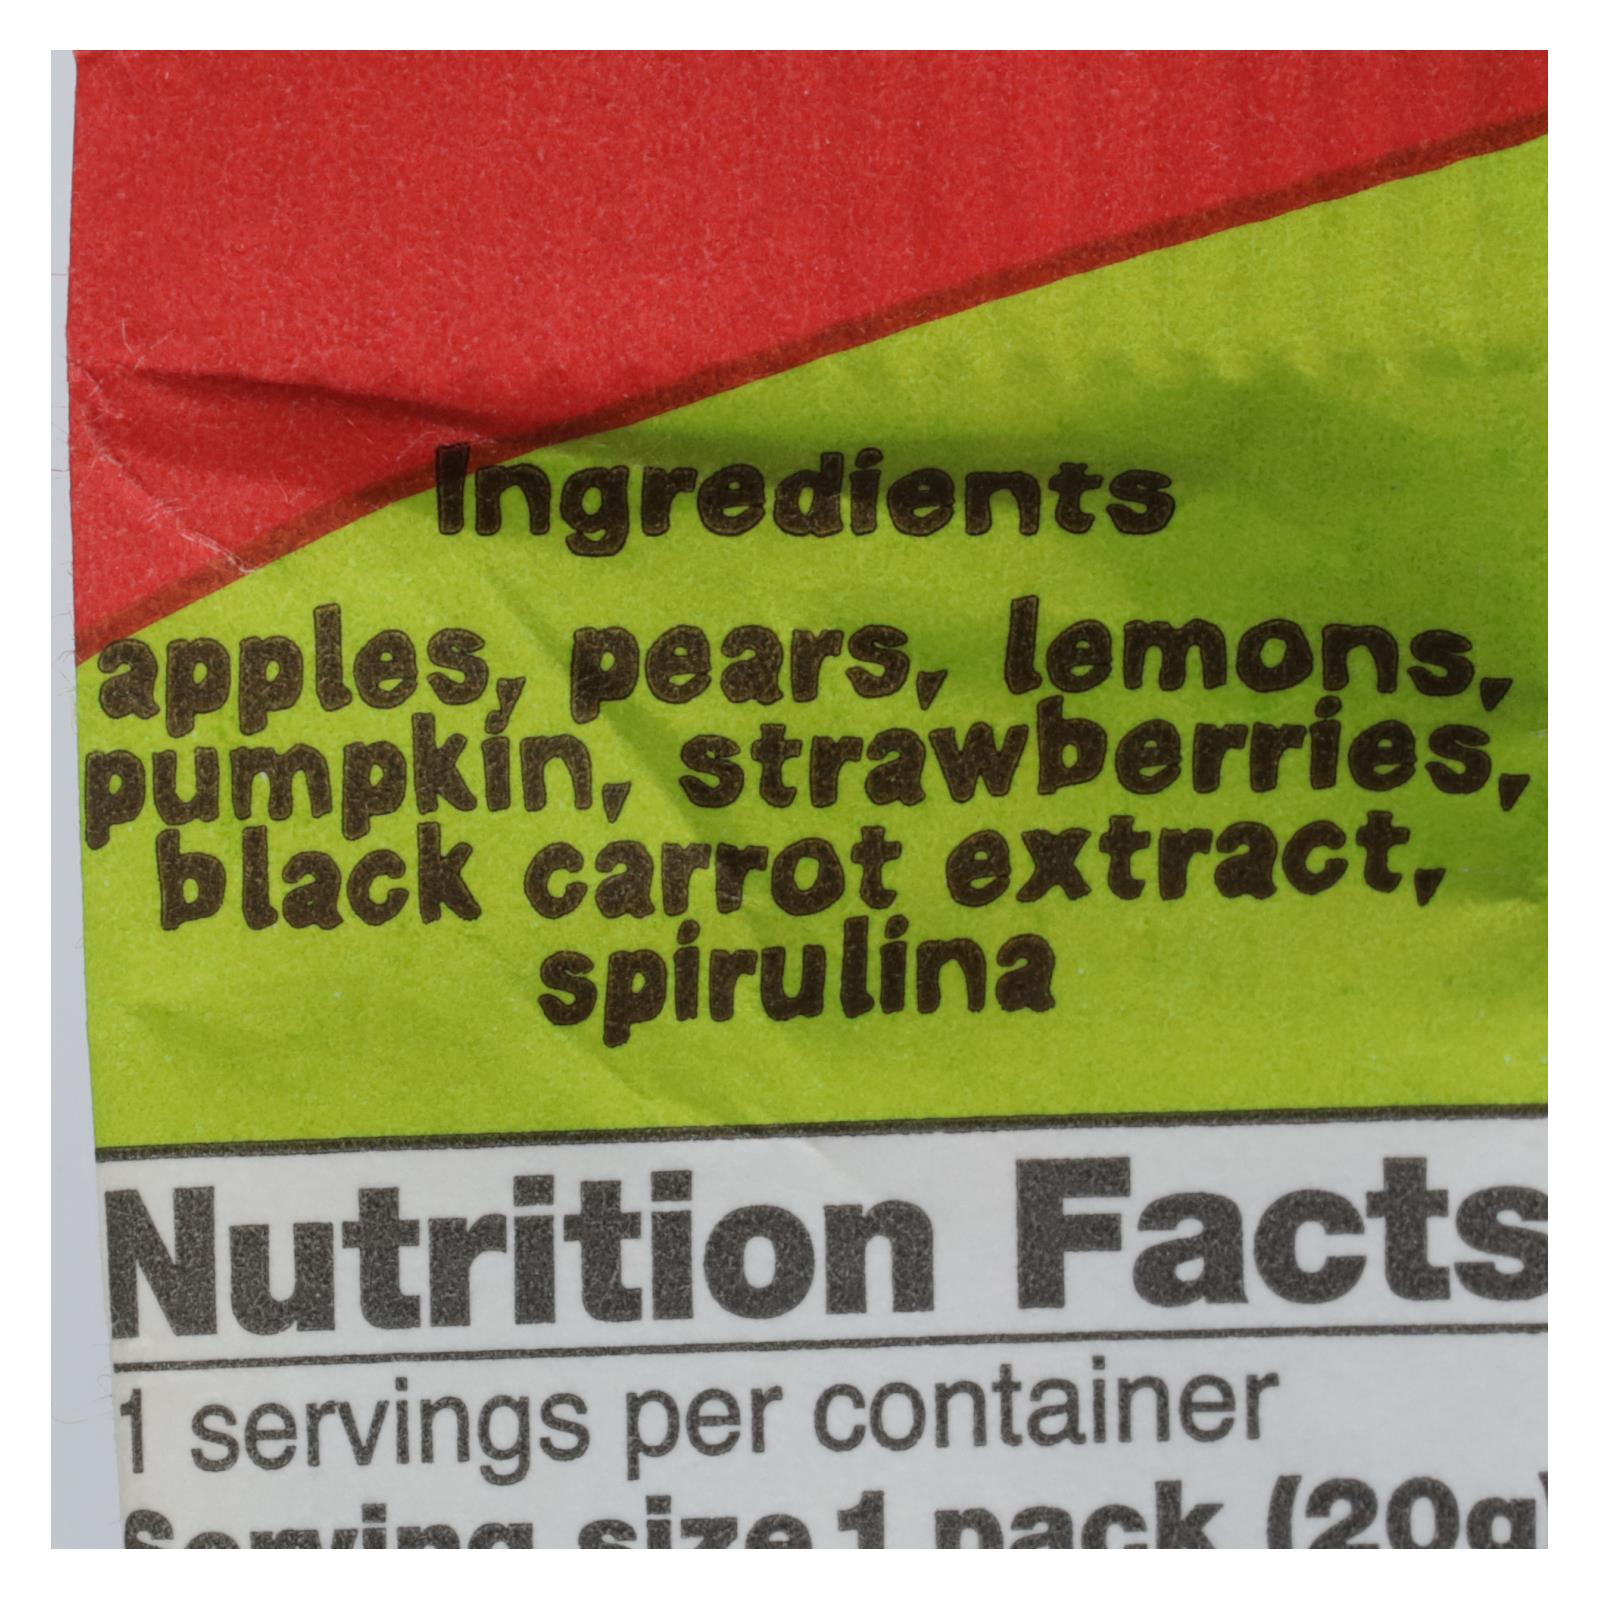 Ingredients
apples, pears, lemons,
pumpkin, strawberries,
black carrot extract,
spirulina
Nutrition Facts
1 servings per container
Serving size 1 pack (20g)